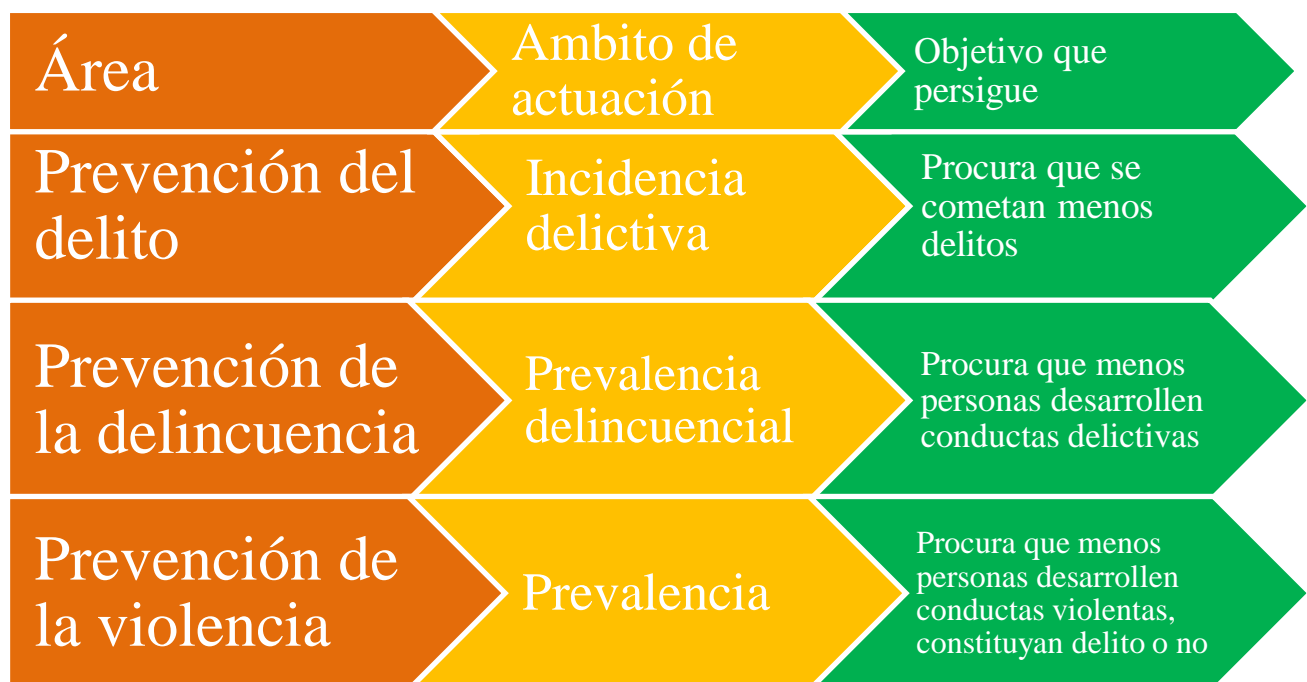 Área
Ambito de
actuación
Objetivo que
persigue
Prevención del
delito
Incidencia
delictiva
Procura que se
cometan menos
delitos
Prevención de
la delincuencia
Prevalencia
delincuencial
Procura que menos
personas desarrollen
conductas delictivas
Prevención de
la violencia
Prevalencia
Procura que menos
personas desarrollen
conductas violentas,
constituyan delito o no